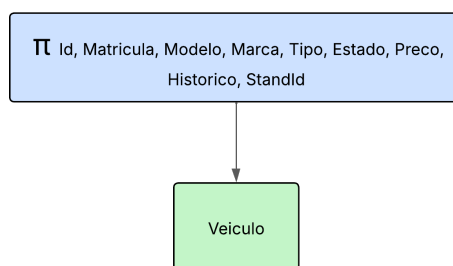 π Id, Matricula, Modelo, Marca, Tipo, Estado, Preco,
Historico, StandId
Veiculo